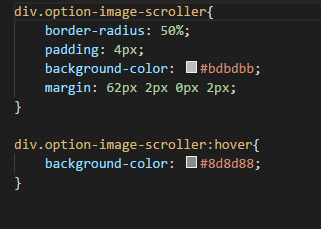 div.option-image-scroller{
border-radius: 50%;
padding: 4px;
background-color: #bdbdbb;
margin: 62px 2px 0px 2px;
}
div.option-image-scroller:hover{
background-color: #8d8d88;
}